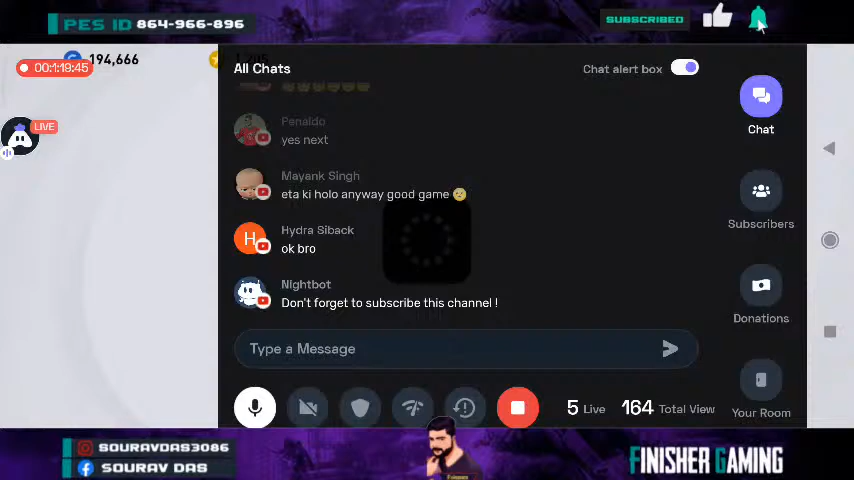 PES ID 864-966-896
SUBSCRIBED
194,666
00:1:19:45
LIVE
All Chats
Chat alert box
Chat
Penaldo
yes next
Mayank Singh
eta ki holo anyway good game
Subscribers
Hydra Siback
ok bro
H
Nightbot
Don't forget to subscribe this channel !
Donations
Type a Message
5 Live
164 Total View
Your Room
SOURAVDAS3086
SOURAV DAS
FINISHER GAMING